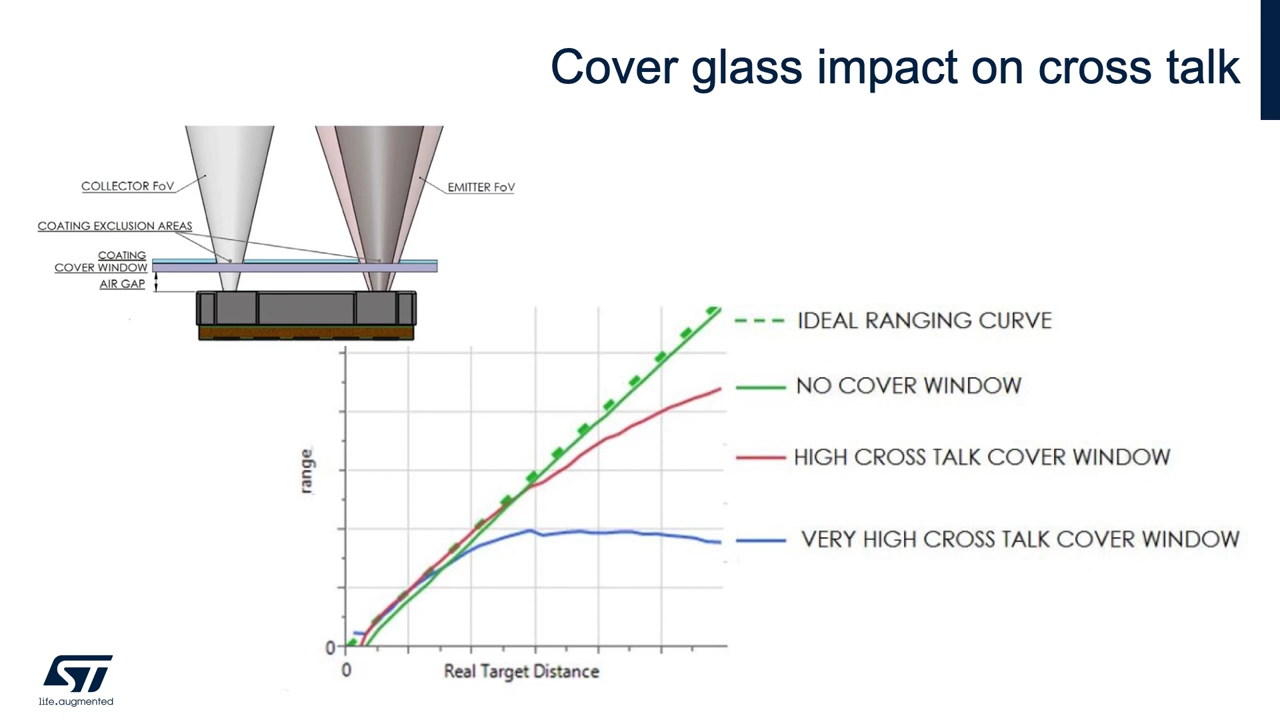 Cover glass impact on cross talk
COLLECTOR FoV
EMITTER FoV
COATING EXCLUSION AREAS
COATING
COVER WINDOW
AIR GAP
IDEAL RANGING CURVE
NO COVER WINDOW
HIGH CROSS TALK COVER WINDOW
VERY HIGH CROSS TALK COVER WINDOW
range
0
0
Real Target Distance
ST
life.augmented